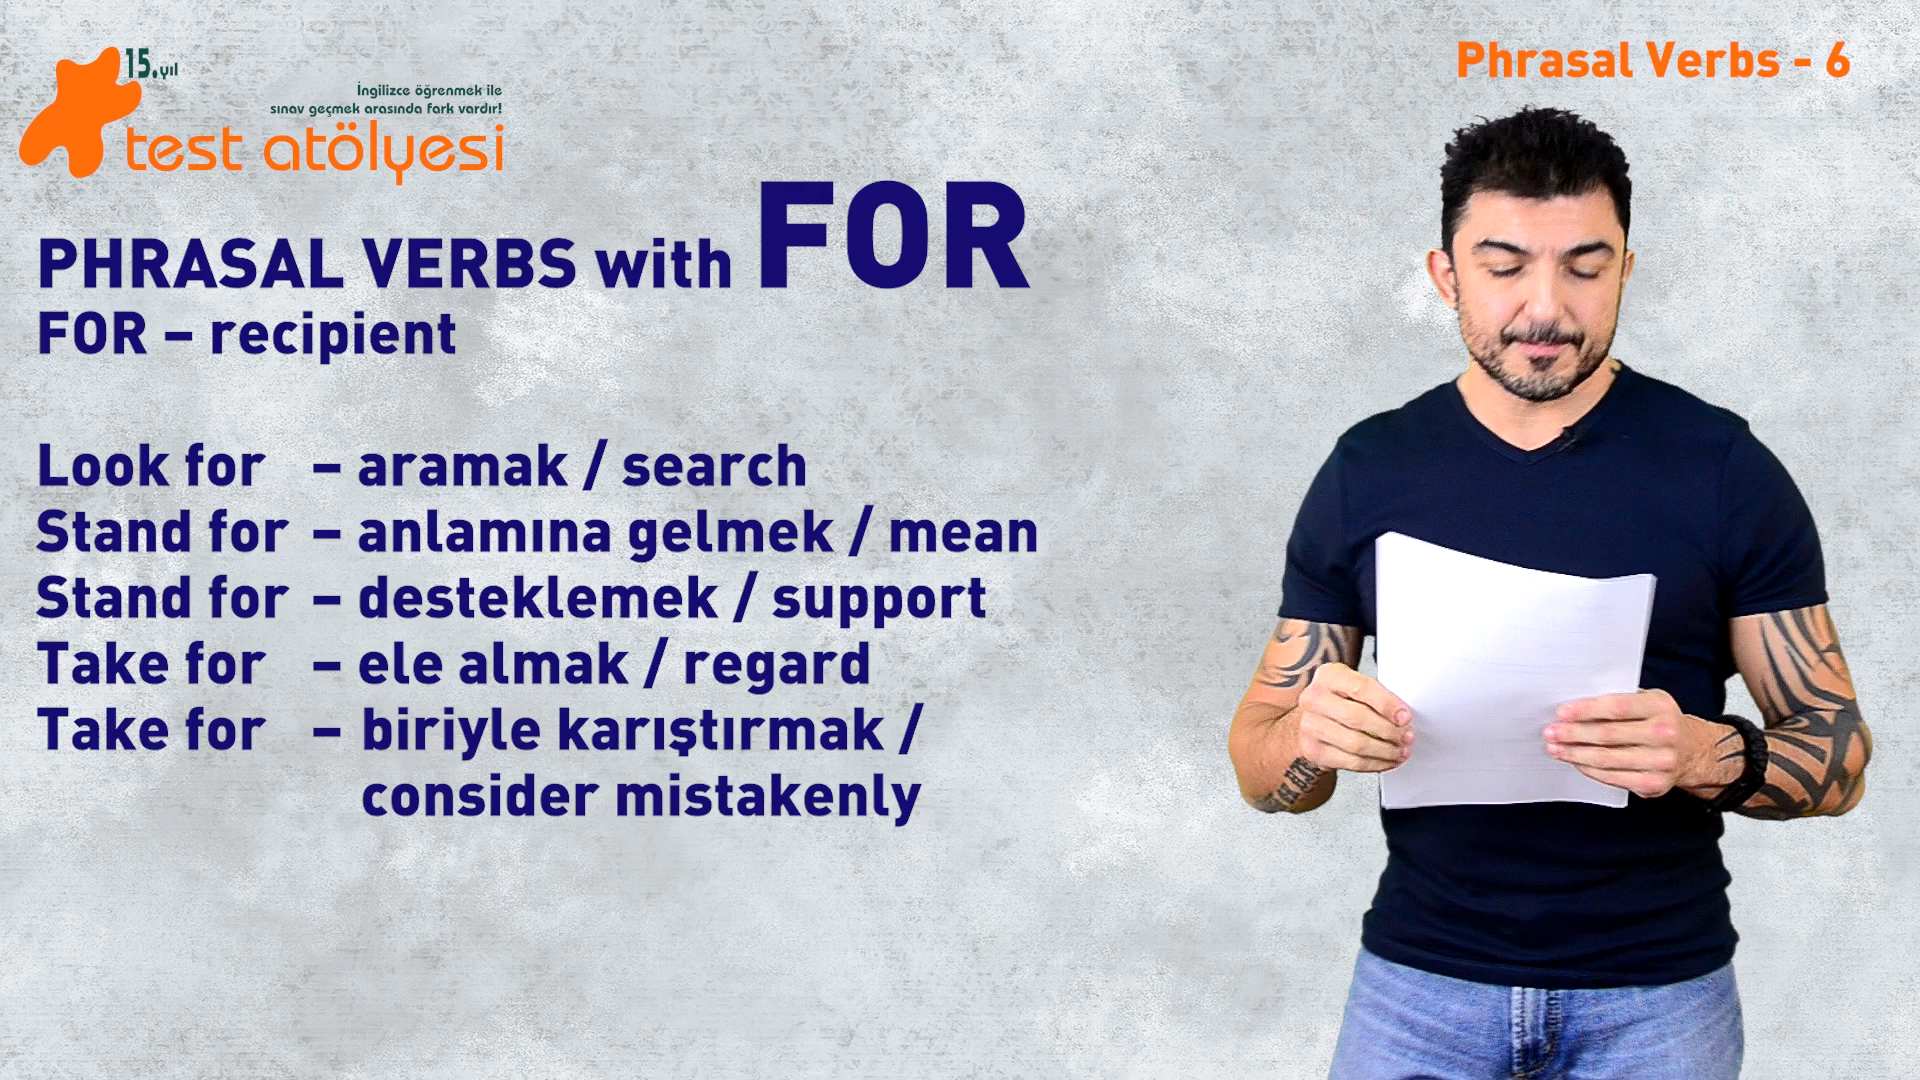 15.yıl
İngilizce öğrenmek ile
sınav geçmek arasında fark vardır!
test atölyesi
Phrasal Verbs - 6
PHRASAL VERBS with FOR
FOR – recipient
Look for – aramak / search
Stand for – anlamına gelmek / mean
Stand for – desteklemek / support
Take for – ele almak / regard
Take for – biriyle karıştırmak /
consider mistakenly